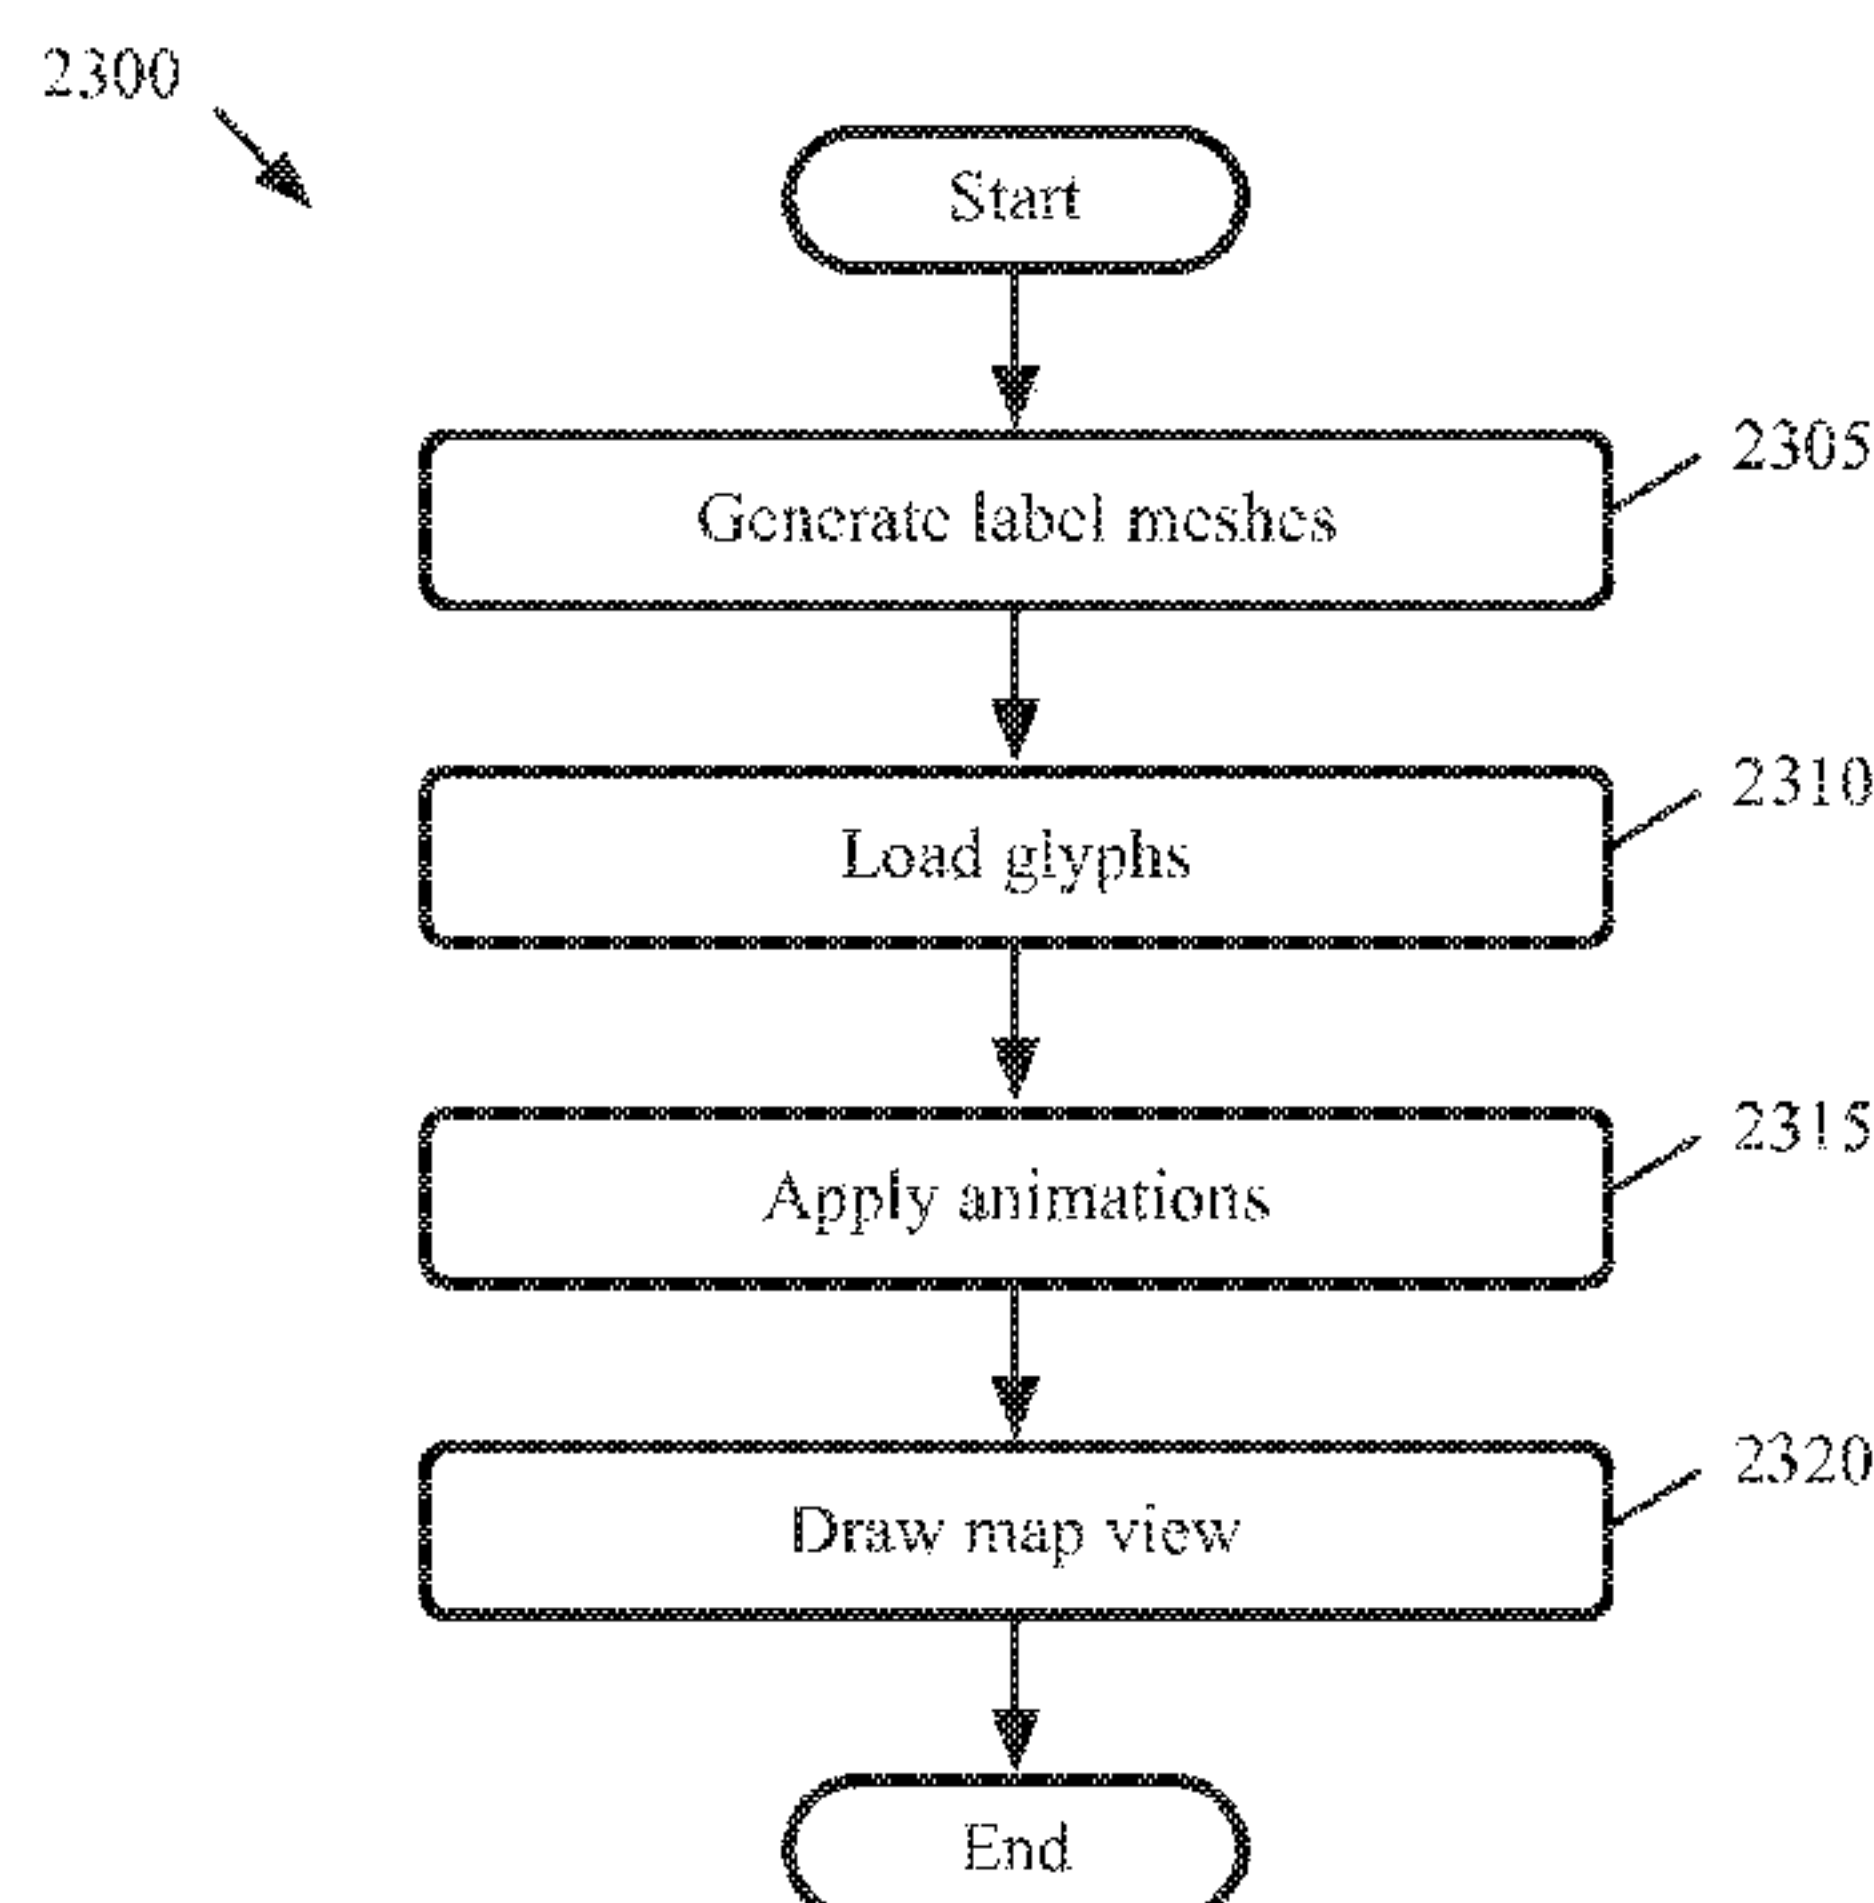 2300
Start
Generate label meshes
2305
Load glyphs
2310
Apply animations
2315
Draw map view
2320
End